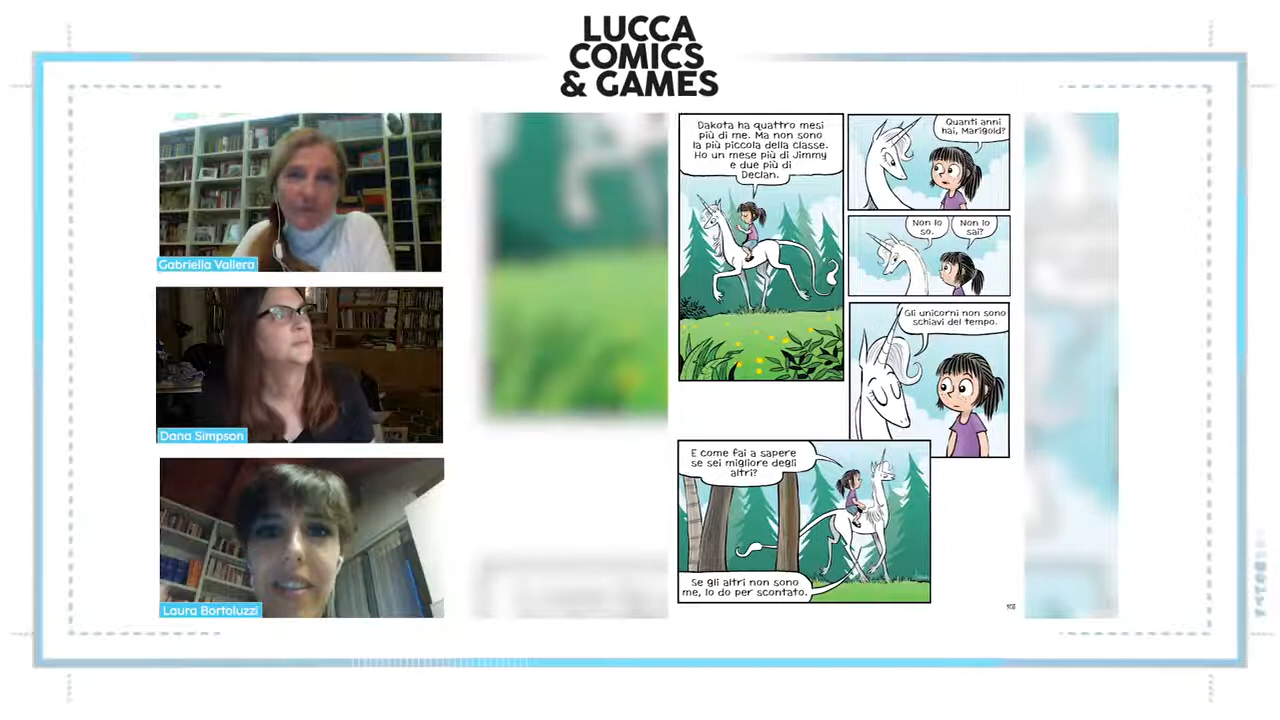 LUCCA
COMICS
& GAMES
Gabriella Vallera
Dana Simpson
Laura Bortoluzzi
Dakota ha quattro mesi
più di me. Ma non sono
la più piccola della classe.
Ho un mese più di Jimmy
e due più di
Declan.
Quanti anni
hai, Marigold?
Non lo
so.
Non lo
sai?
Gli unicorni non sono
schiavi del tempo.
E come fai a sapere
se sei migliore degli
altri?
Se gli altri non sono
me, lo do per scontato.